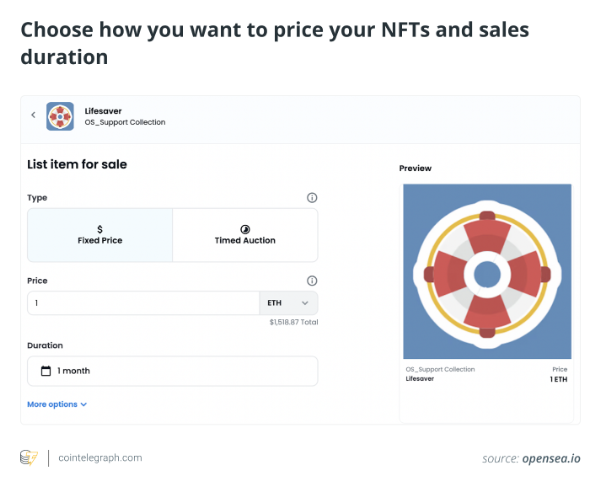 Choose how you want to price your NFTs and sales
duration
Lifesaver
OS_Support Collection
List item for sale
Type
$
Fixed Price
Timed Auction
Price
1
ETH
$1,518.87 Total
Duration
1 month
More options
Preview
OS_Support Collection
Price
Lifesaver
1 ETH
cointelegraph.com
source: opensea.io